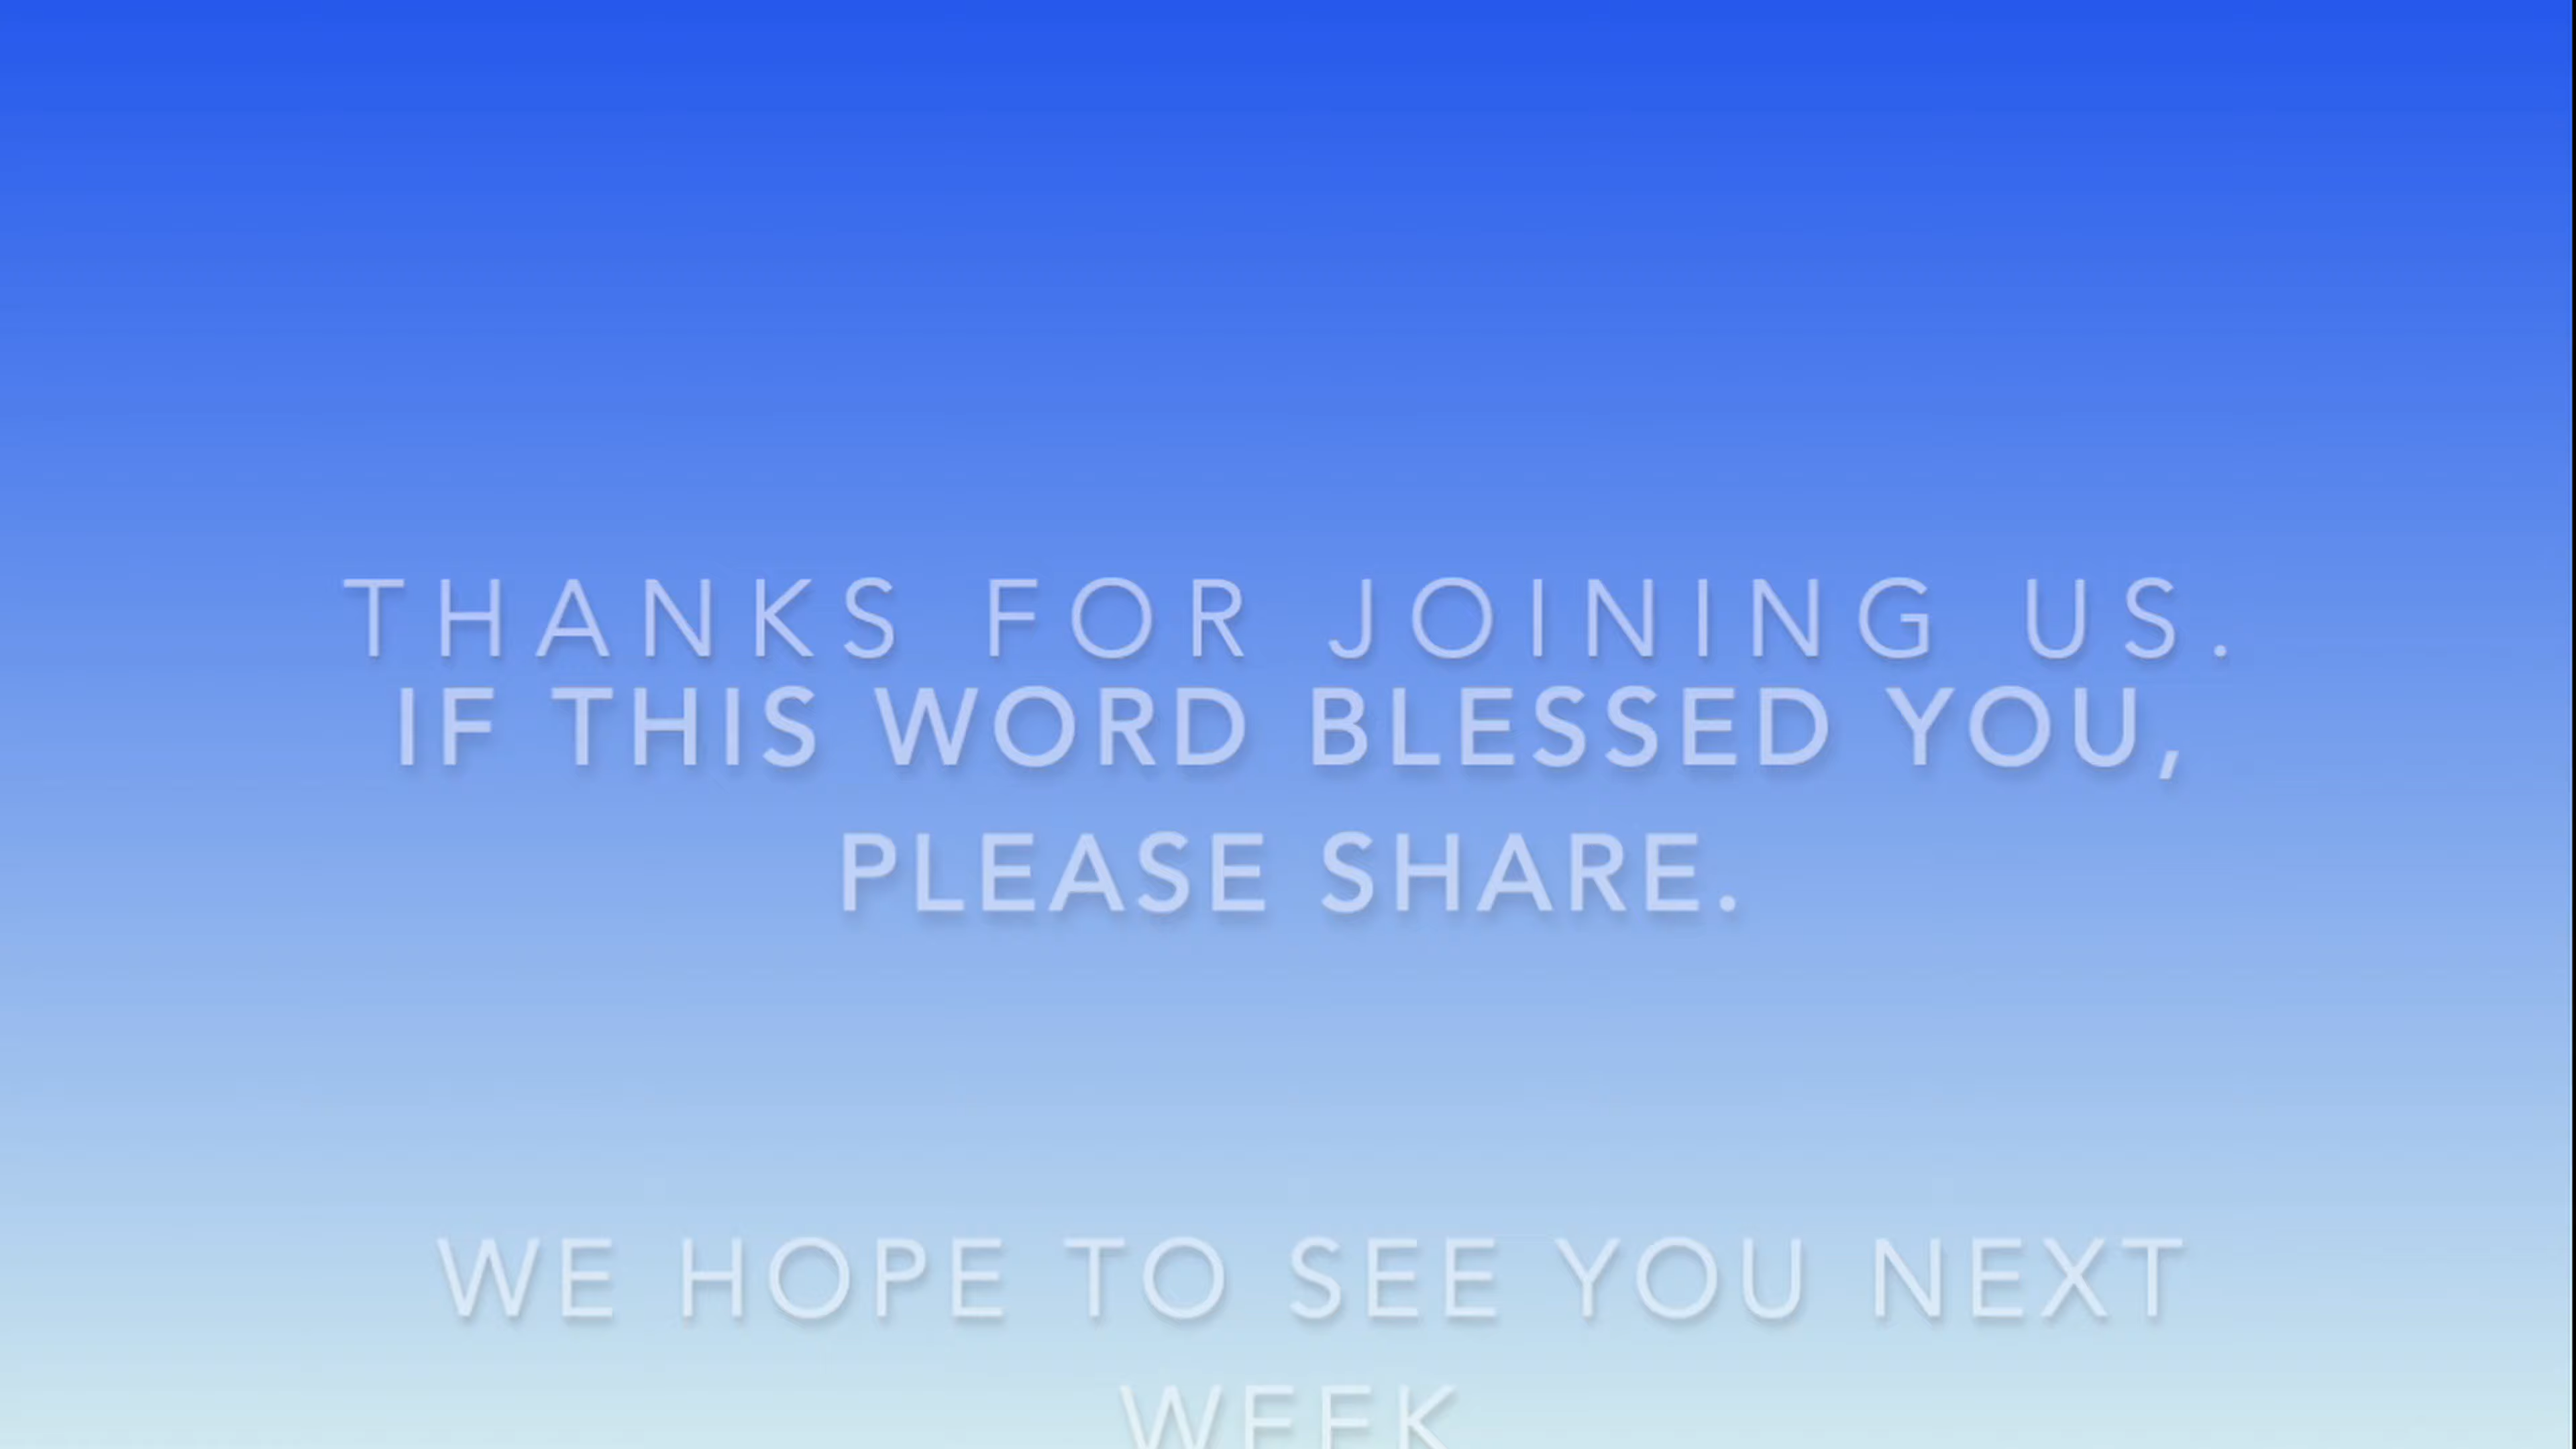 THANKS FOR JOINING US.
IF THIS WORD BLESSED YOU,
PLEASE SHARE.
WE HOPE TO SEE YOU NEXT
WEEK